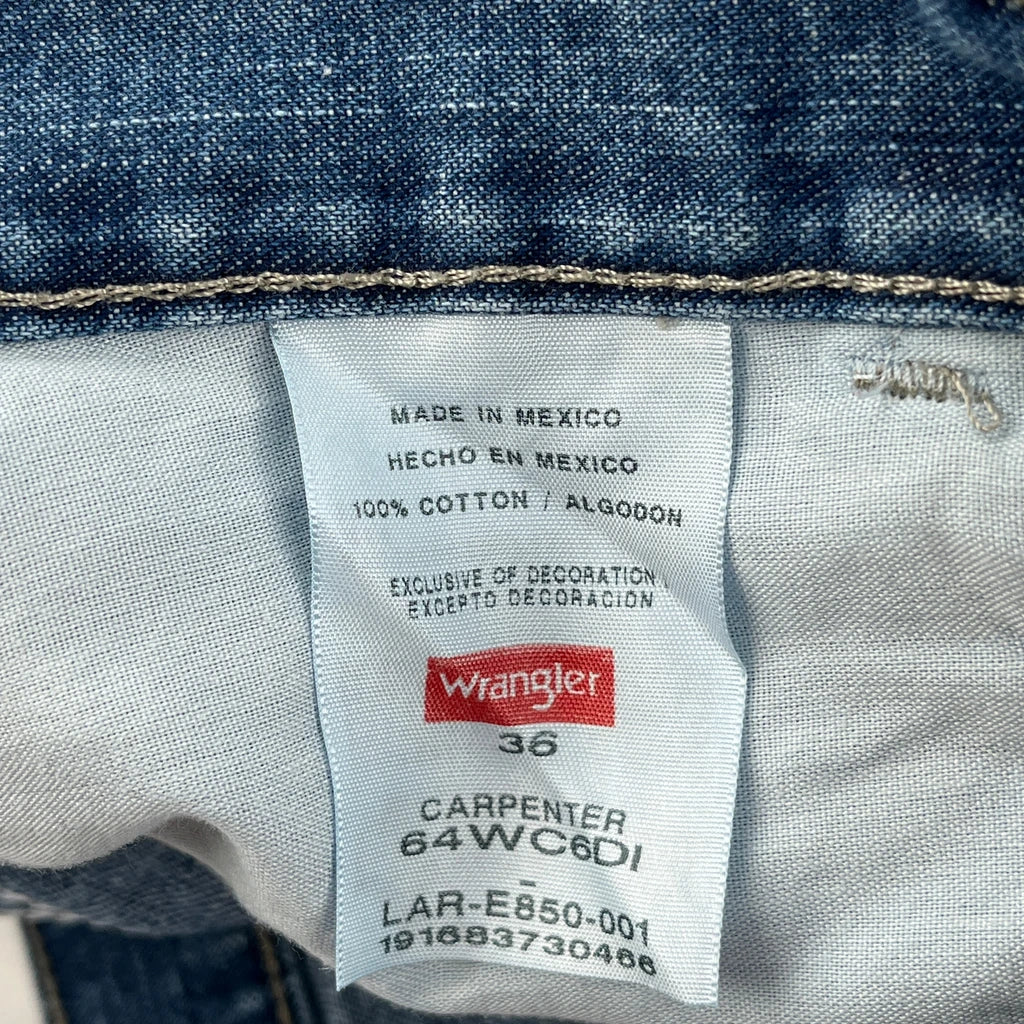 MADE IN MEXICO
HECHO EN MEXICO
100% COTTON / ALGODON
EXCLUSIVE OF DECORATION
EXCEPTO DECORACION
Wrangler
36
CARPENTER
64WC6DI
LAR-E850-001
191683730466